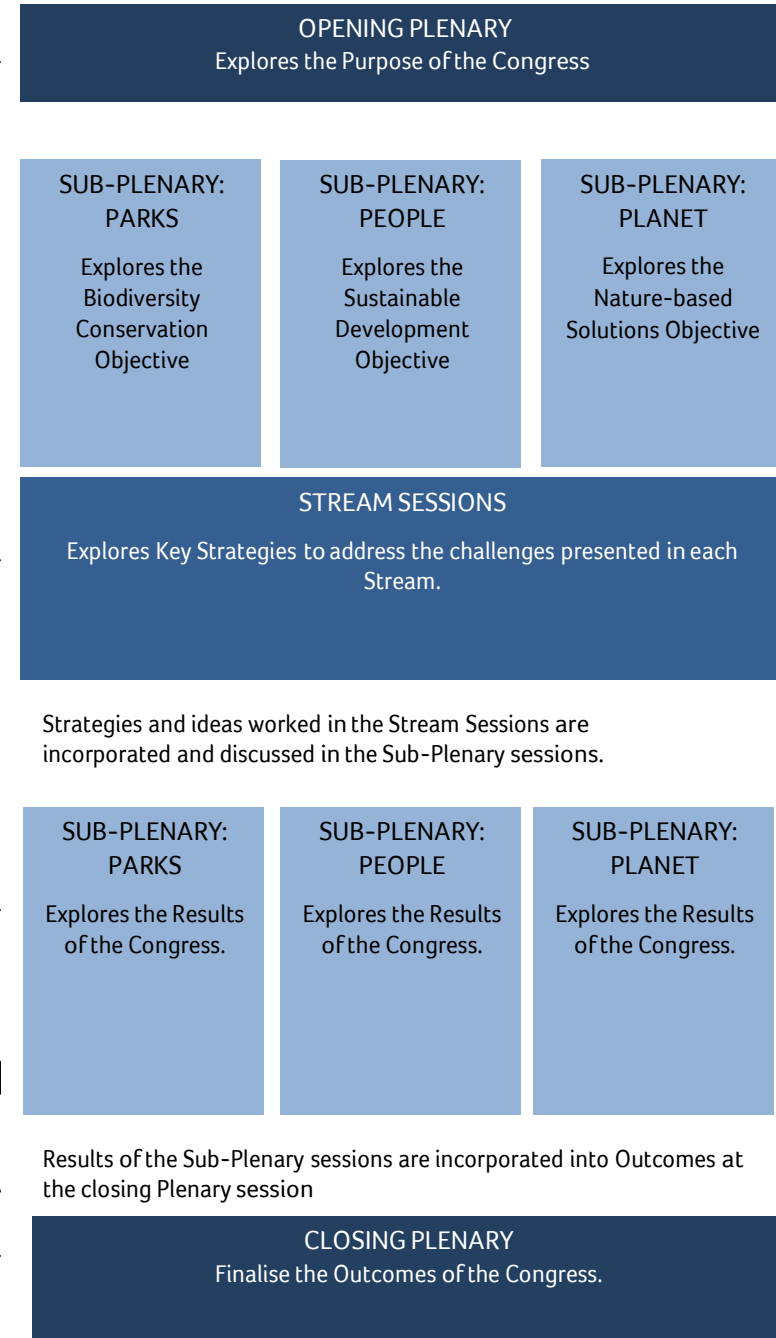 OPENING PLENARY
Explores the Purpose of the Congress
SUB-PLENARY:
PARKS
Explores the
Biodiversity
Conservation
Objective
SUB-PLENARY:
PEOPLE
Explores the
Sustainable
Development
Objective
SUB-PLENARY:
PLANET
Explores the
Nature-based
Solutions Objective
STREAM SESSIONS
Explores Key Strategies to address the challenges presented in each
Stream.
Strategies and ideas worked in the Stream Sessions are
incorporated and discussed in the Sub-Plenary sessions.
SUB-PLENARY:
PARKS
Explores the Results
of the Congress.
SUB-PLENARY:
PEOPLE
Explores the Results
of the Congress.
SUB-PLENARY:
PLANET
Explores the Results
of the Congress.
Results of the Sub-Plenary sessions are incorporated into Outcomes at
the closing Plenary session
CLOSING PLENARY
Finalise the Outcomes of the Congress.